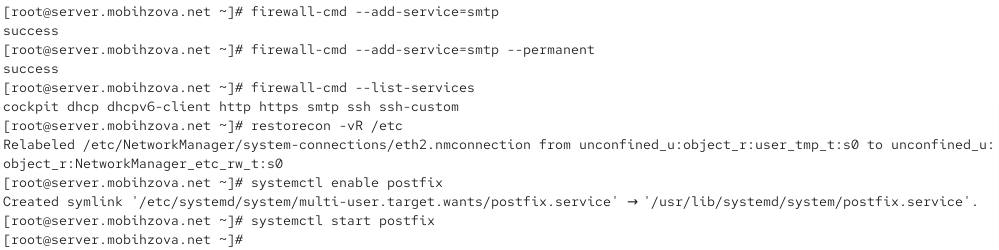 [root@server.mobihzova.net ~]# firewall-cmd --add-service=smtp
success
[root@server.mobihzova.net ~]# firewall-cmd --add-service=smtp --permanent
success
[root@server.mobihzova.net ~]# firewall-cmd --list-services
cockpit dhcp dhcpv6-client http https smtp ssh ssh-custom
[root@server.mobihzova.net ~]# restorecon -vR /etc
Relabeled /etc/NetworkManager/system-connections/eth2.nmconnection from unconfined_u:object_r:user_tmp_t:s0 to unconfined_u:
object_r:NetworkManager_etc_rw_t:s0
[root@server.mobihzova.net ~]# systemctl enable postfix
Created symlink '/etc/systemd/system/multi-user.target.wants/postfix.service' → '/usr/lib/systemd/system/postfix.service'.
[root@server.mobihzova.net ~]# systemctl start postfix
[root@server.mobihzova.net ~]#